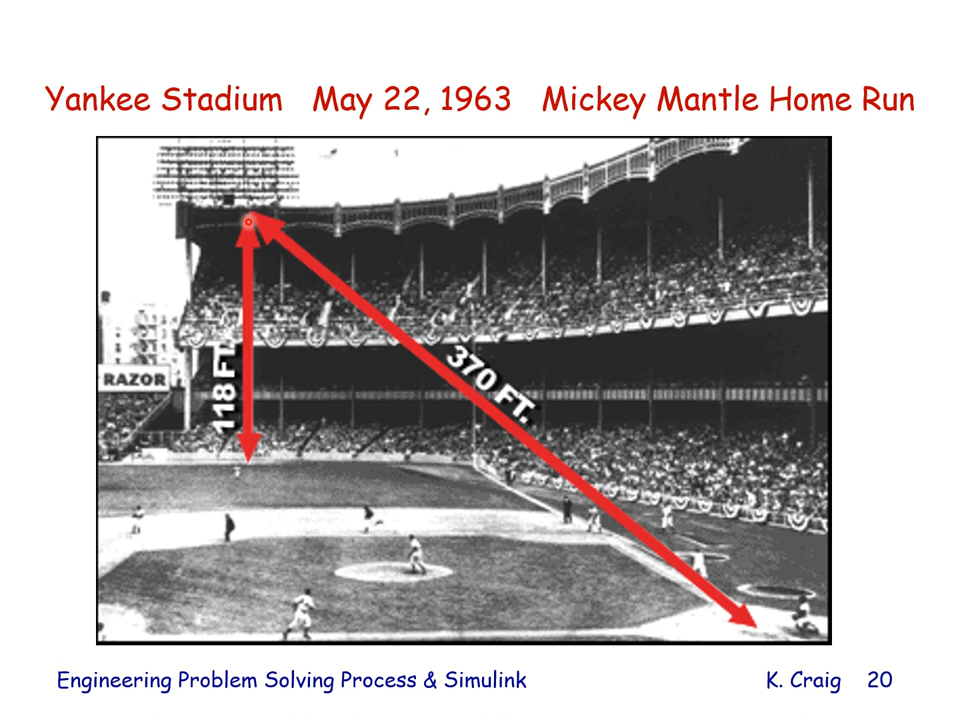 Yankee Stadium May 22, 1963 Mickey Mantle Home Run
118 FT.
370 FT.
RAZOR
Engineering Problem Solving Process & Simulink K. Craig 20